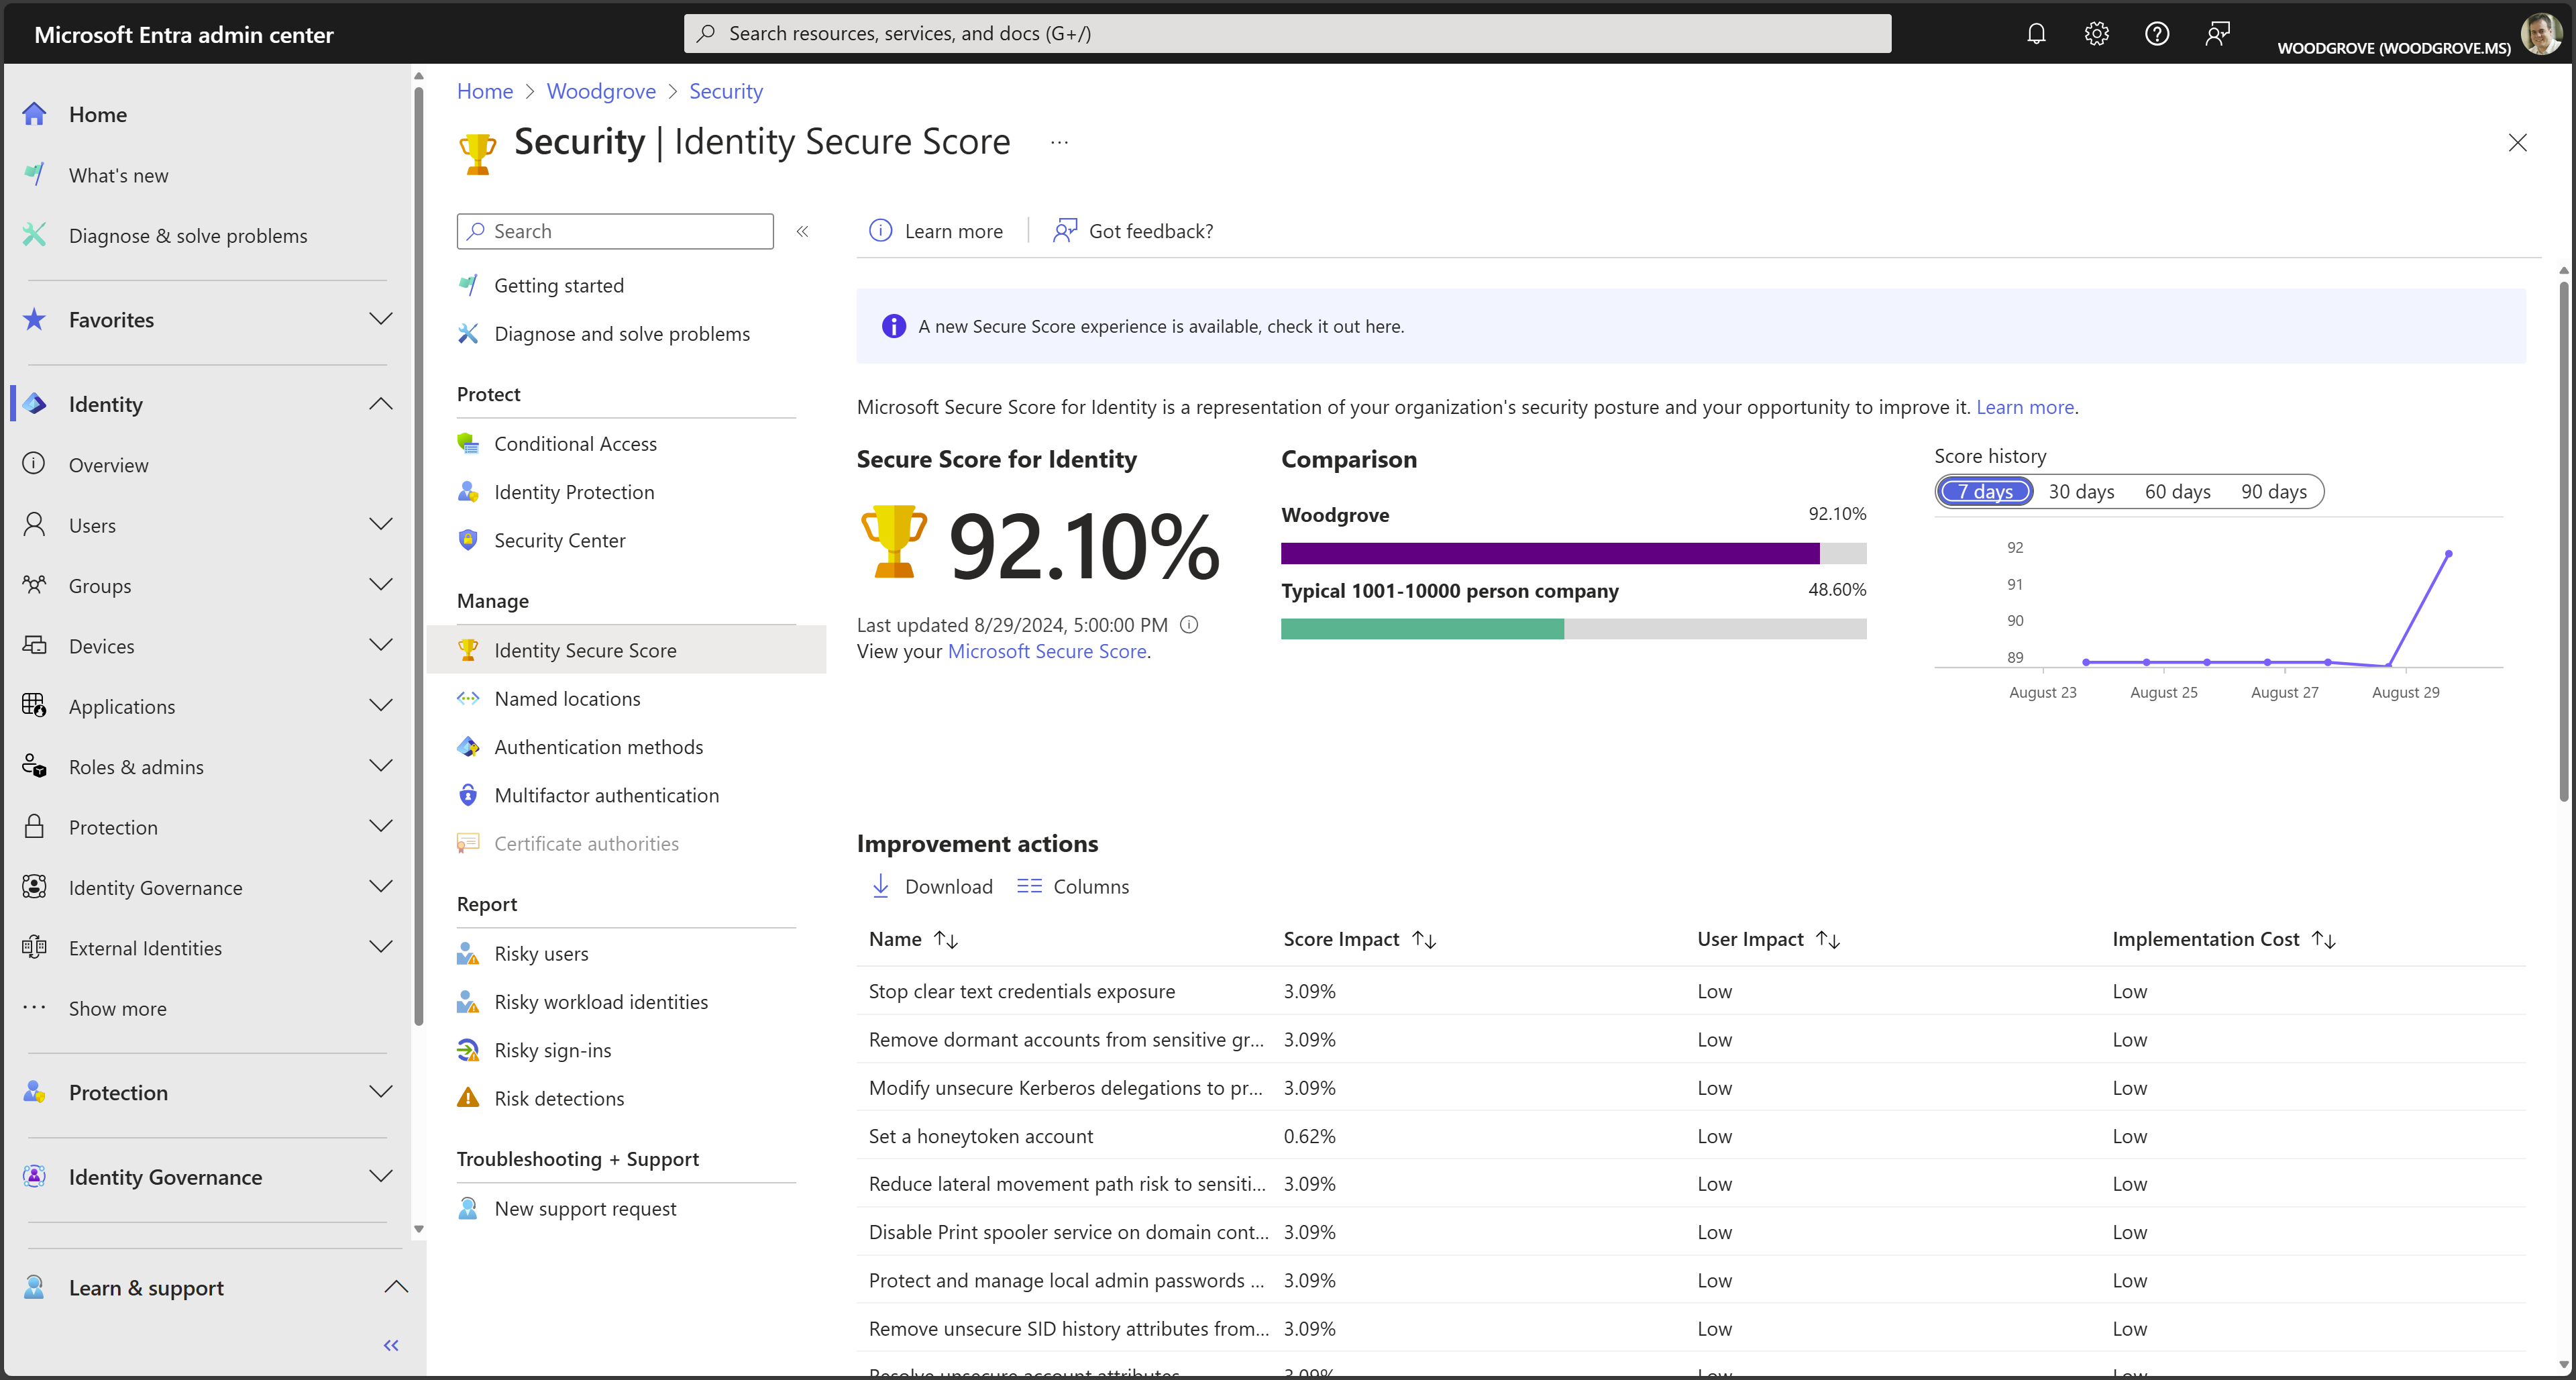 Microsoft Entra admin center
Search resources, services, and docs (G+/)
WOODGROVE (WOODGROVE.MS)
Home
What's new
Diagnose & solve problems
Favorites
Identity
Overview
Users
Groups
Devices
Applications
Roles & admins
Protection
Identity Governance
External Identities
... Show more
Protection
Identity Governance
Learn & support
Home > Woodgrove > Security
Security | Identity Secure Score ...
Search
Getting started
Diagnose and solve problems
Protect
Conditional Access
Identity Protection
Security Center
Manage
Identity Secure Score
Named locations
Authentication methods
Multifactor authentication
Certificate authorities
Report
Risky users
Risky workload identities
Risky sign-ins
Risk detections
Troubleshooting + Support
New support request
Learn more
Got feedback?
A new Secure Score experience is available, check it out here.
Microsoft Secure Score for Identity is a representation of your organization's security posture and your opportunity to improve it. Learn more.
Secure Score for Identity
92.10%
Last updated 8/29/2024, 5:00:00 PM
View your Microsoft Secure Score.
Comparison
Woodgrove 92.10%
Typical 1001-10000 person company 48.60%
Score history
7 days 30 days 60 days 90 days
92
91
90
89
August 23 August 25 August 27 August 29
Improvement actions
Download Columns
Name Score Impact User Impact Implementation Cost
Stop clear text credentials exposure 3.09% Low Low
Remove dormant accounts from sensitive gr... 3.09% Low Low
Modify unsecure Kerberos delegations to pr... 3.09% Low Low
Set a honeytoken account 0.62% Low Low
Reduce lateral movement path risk to sensiti... 3.09% Low Low
Disable Print spooler service on domain cont... 3.09% Low Low
Protect and manage local admin passwords ... 3.09% Low Low
Remove unsecure SID history attributes from... 3.09% Low Low
Resolve unsecure account attributes 3.09% Low Low